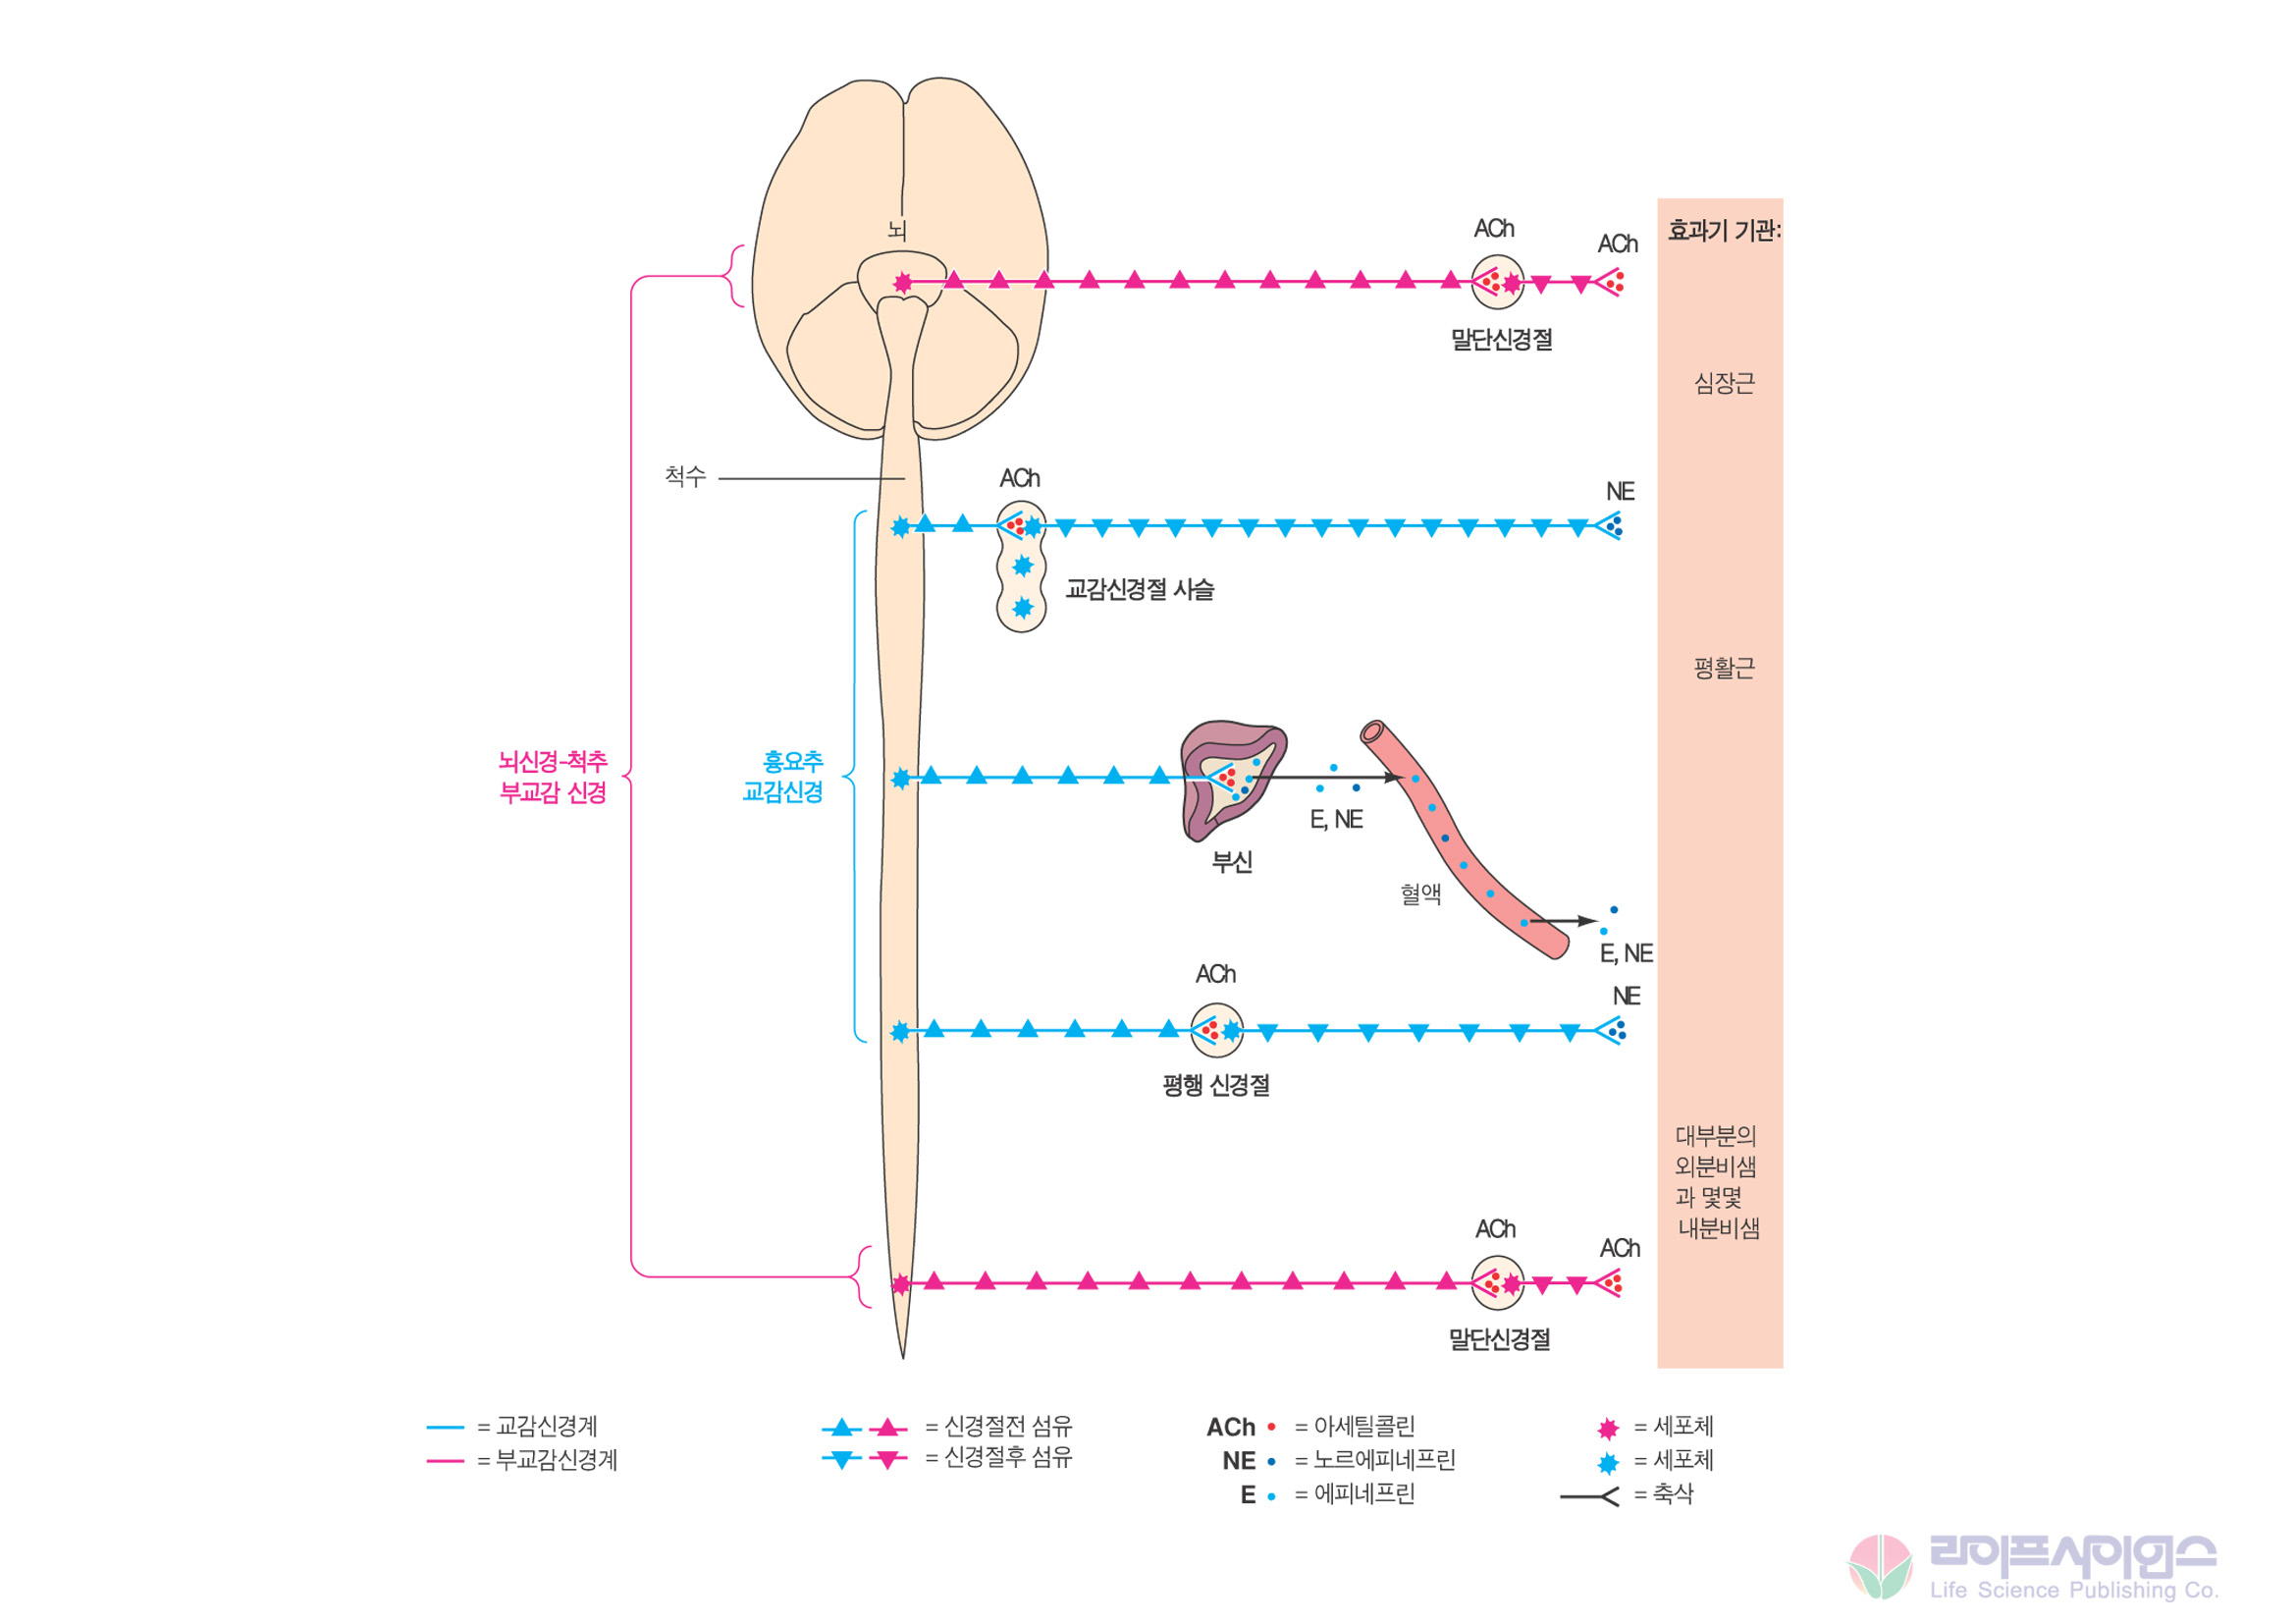 뇌
ACh
ACh
효과기 기관:
말단신경절
심장근
척수
ACh
NE
교감신경절 사슬
평활근
뇌신경-척추
부교감 신경
흉요추
교감신경
E, NE
부신
혈액
E, NE
ACh
NE
평행 신경절
대부분의
외분비샘
과 몇몇
내분비샘
ACh
ACh
말단신경절
= 교감신경계
= 부교감신경계
= 신경절전 섬유
= 신경절후 섬유
ACh = 아세틸콜린
NE = 노르에피네프린
E = 에피네프린
= 세포체
= 세포체
= 축삭
라이프사이언스
Life Science Publishing Co.